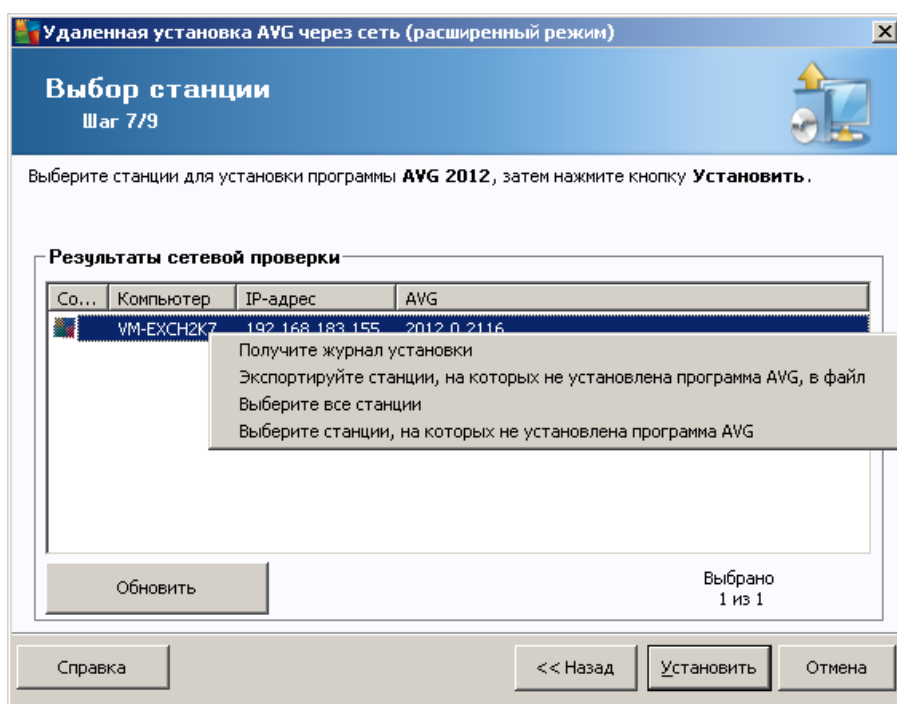 Удаленная установка AVG через сеть (расширенный режим)
Выбор станции
Шаг 7/9
Выберите станции для установки программы AVG 2012, затем нажмите кнопку Установить.
Результаты сетевой проверки
Со... Компьютер IP-адрес AVG
VM-EXCH2K7 192.168.183.155 2012.0.2116
Получите журнал установки
Экспортируйте станции, на которых не установлена программа AVG, в файл
Выберите все станции
Выберите станции, на которых не установлена программа AVG
Обновить
Выбрано
1 из 1
Справка << Назад Установить Отмена